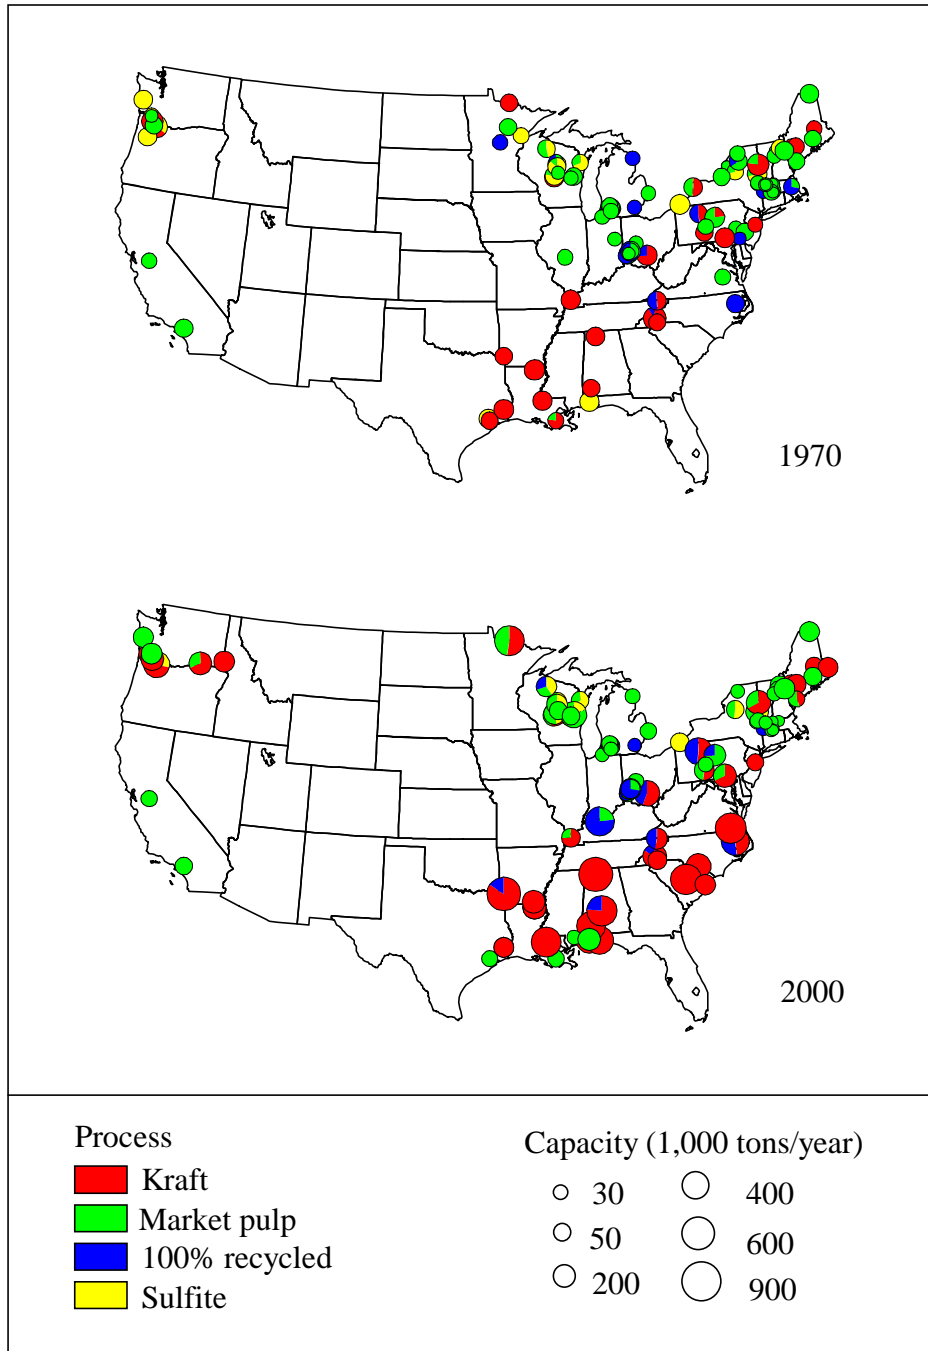 1970
2000
Process
Kraft
Market pulp
100% recycled
Sulfite
Capacity (1,000 tons/year)
30
50
200
400
600
900